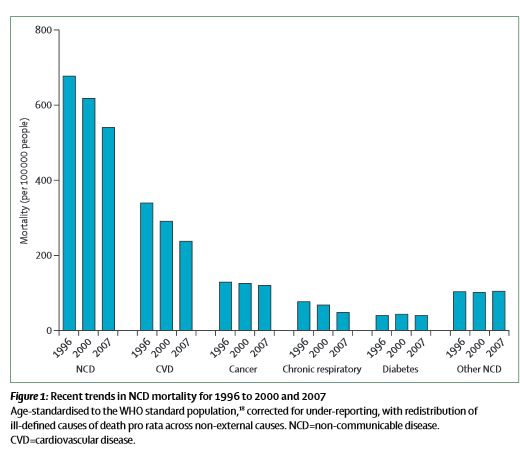 800
600
400
200
0
Mortality (per 100 000 people)
1996 2000 2007 1996 2000 2007 1996 2000 2007 1996 2000 2007 1996 2000 2007 1996 2000 2007
NCD CVD Cancer Chronic respiratory Diabetes Other NCD
Figure 1: Recent trends in NCD mortality for 1996 to 2000 and 2007
Age-standardised to the WHO standard population,¹⁸ corrected for under-reporting, with redistribution of
ill-defined causes of death pro rata across non-external causes. NCD=non-communicable disease.
CVD=cardiovascular disease.